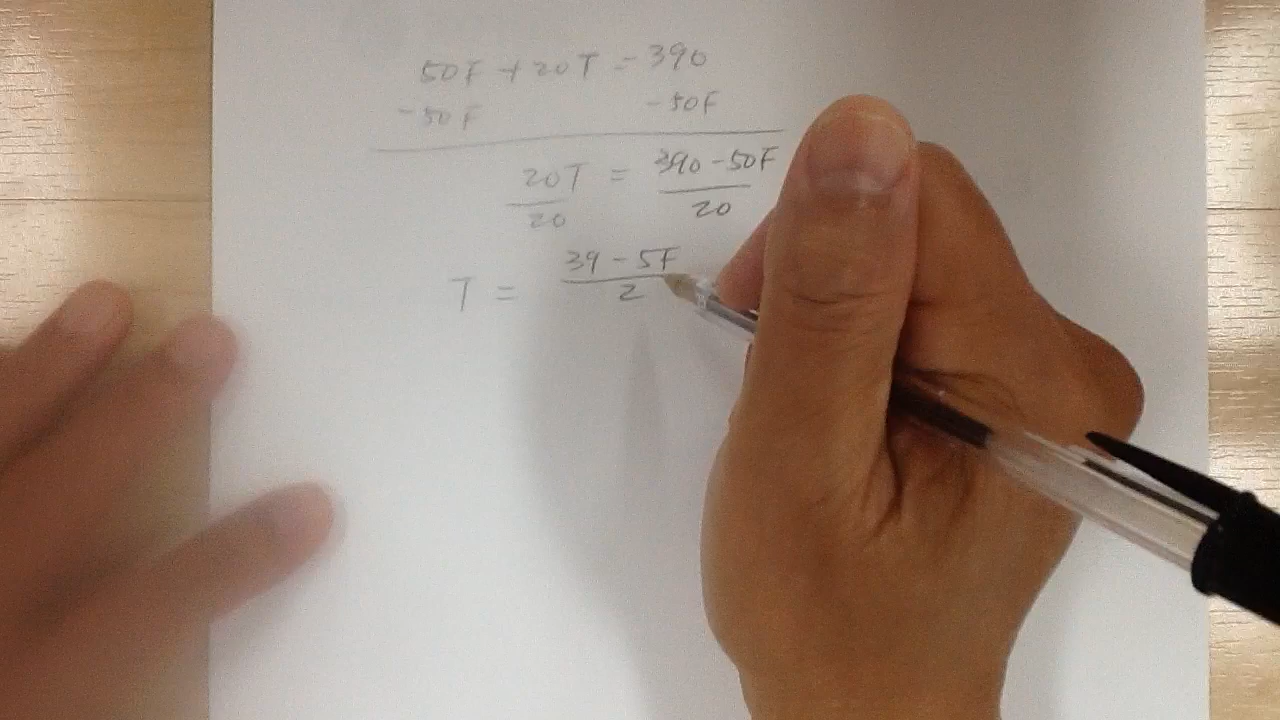 50F + 20T = 390
-50F -50F
20T = 390 - 50F
20 20
39 - 5F
T =
2